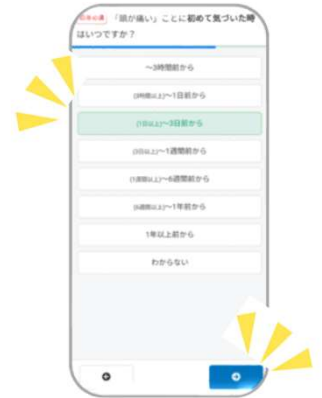 「頭が痛い」ことに初めて気づいた時
はいつですか？
～3時間前から
(3時間以上)～1日前から
(1日以上)～3日前から
(3日以上)～1週間前から
(1週間以上)～6週間前から
(6週間以上)～1年前から
1年以上前から
わからない